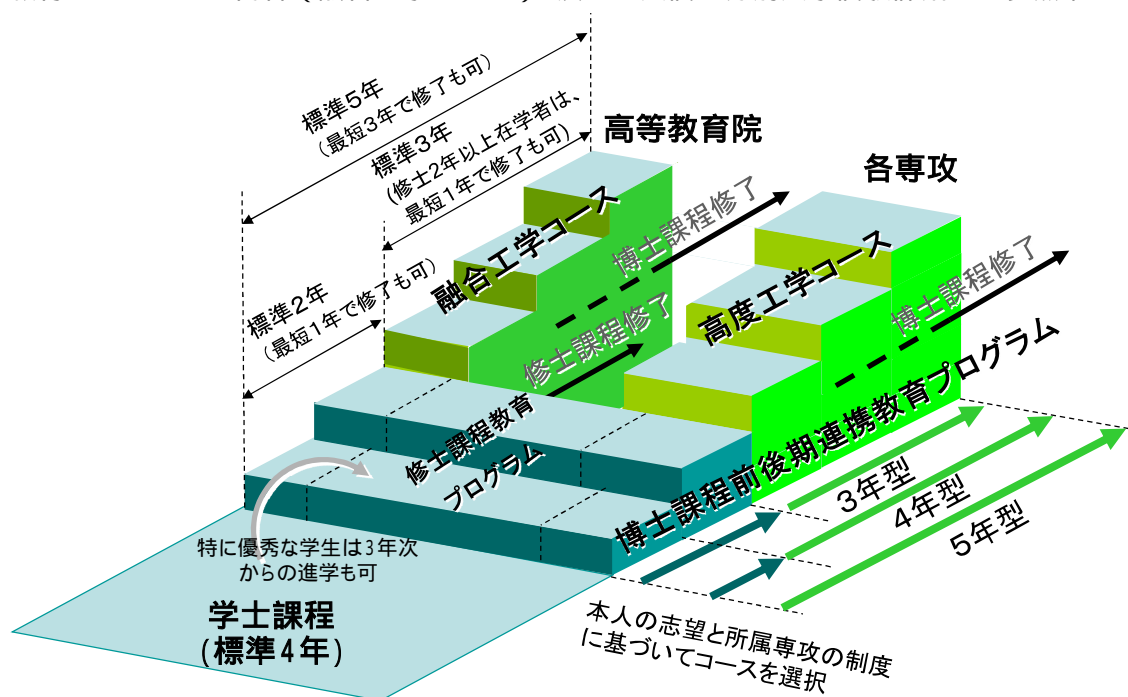 標準5年
(最短3年で修了も可)
標準3年
(修士2年以上在学者は、
最短1年で修了も可)
標準2年
(最短1年で修了も可)
高等教育院
各専攻
融合工学コース
博士課程修了
高度工学コース
博士課程修了
修士課程修了
修士課程教育
プログラム
博士課程前後期連携教育プログラム
3年型
4年型
5年型
特に優秀な学生は3年次
からの進学も可
学士課程
(標準4年)
本人の志望と所属専攻の制度
に基づいてコースを選択